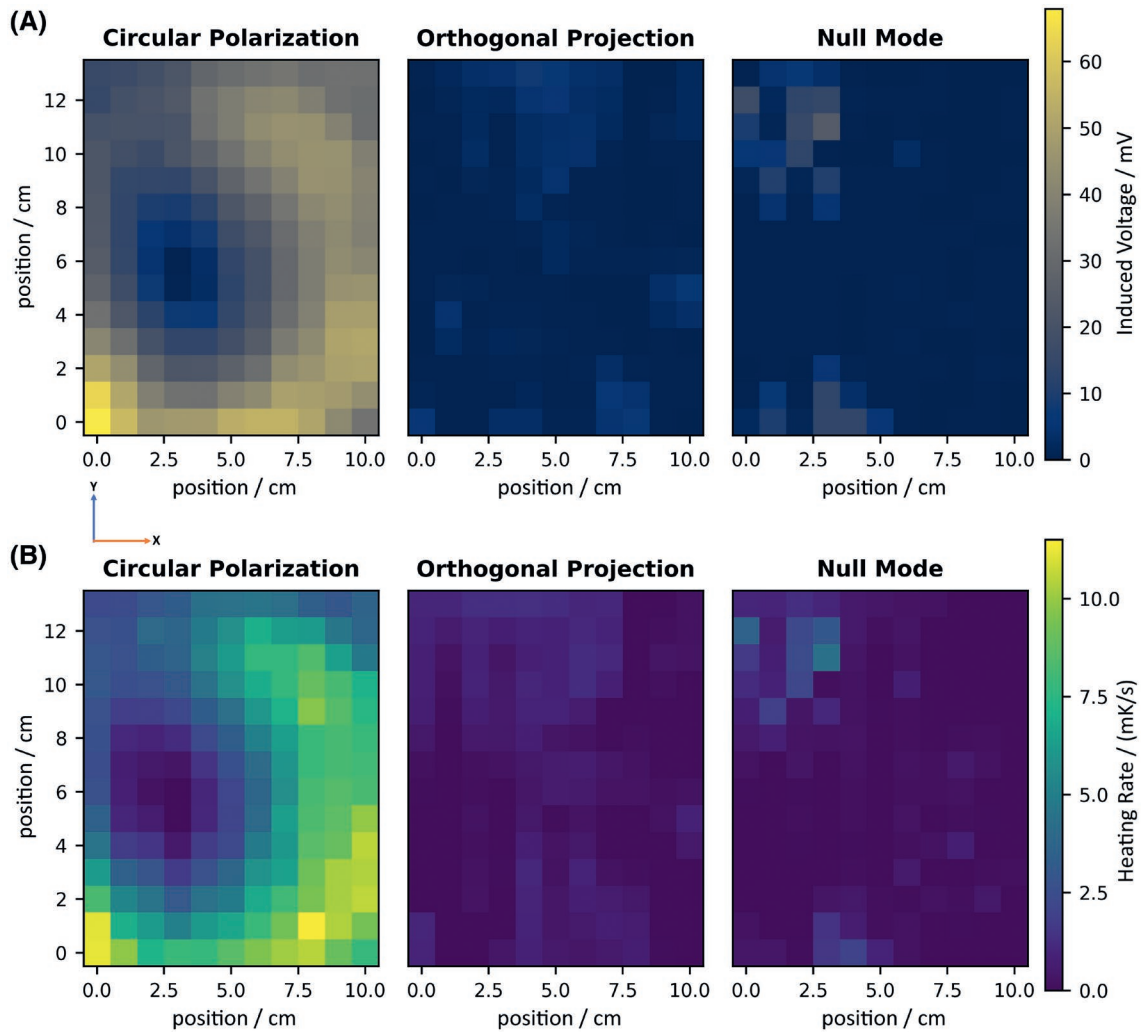 (A)
Circular Polarization Orthogonal Projection Null Mode
position / cm
12
10
8
6
4
2
0
0.0 2.5 5.0 7.5 10.0 0.0 2.5 5.0 7.5 10.0 0.0 2.5 5.0 7.5 10.0
position / cm position / cm position / cm
60
50
40
30
20
10
0
Induced Voltage / mV
Y
X
(B)
Circular Polarization Orthogonal Projection Null Mode
position / cm
12
10
8
6
4
2
0
0.0 2.5 5.0 7.5 10.0 0.0 2.5 5.0 7.5 10.0 0.0 2.5 5.0 7.5 10.0
position / cm position / cm position / cm
10.0
7.5
5.0
2.5
0.0
Heating Rate / (mK/s)